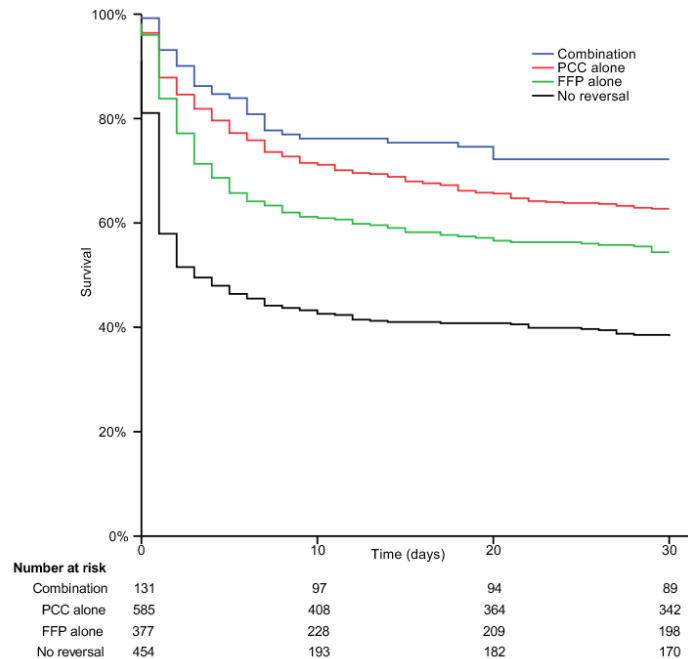 100%
80%
60%
40%
20%
0%
Survival
Combination
PCC alone
FFP alone
No reversal
0 10 20 30
Time (days)
Number at risk
Combination 131 97 94 89
PCC alone 585 408 364 342
FFP alone 377 228 209 198
No reversal 454 193 182 170